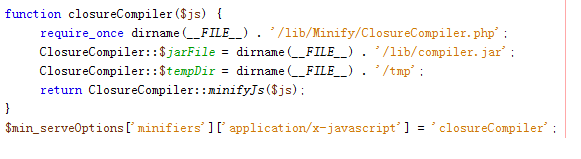 function closureCompiler($js) {
    require_once dirname(__FILE__) . '/lib/Minify/ClosureCompiler.php';
    ClosureCompiler::$jarFile = dirname(__FILE__) . '/lib/compiler.jar';
    ClosureCompiler::$tempDir = dirname(__FILE__) . '/tmp';
    return ClosureCompiler::minifyJs($js);
}
$min_serveOptions['minifiers']['application/x-javascript'] = 'closureCompiler';